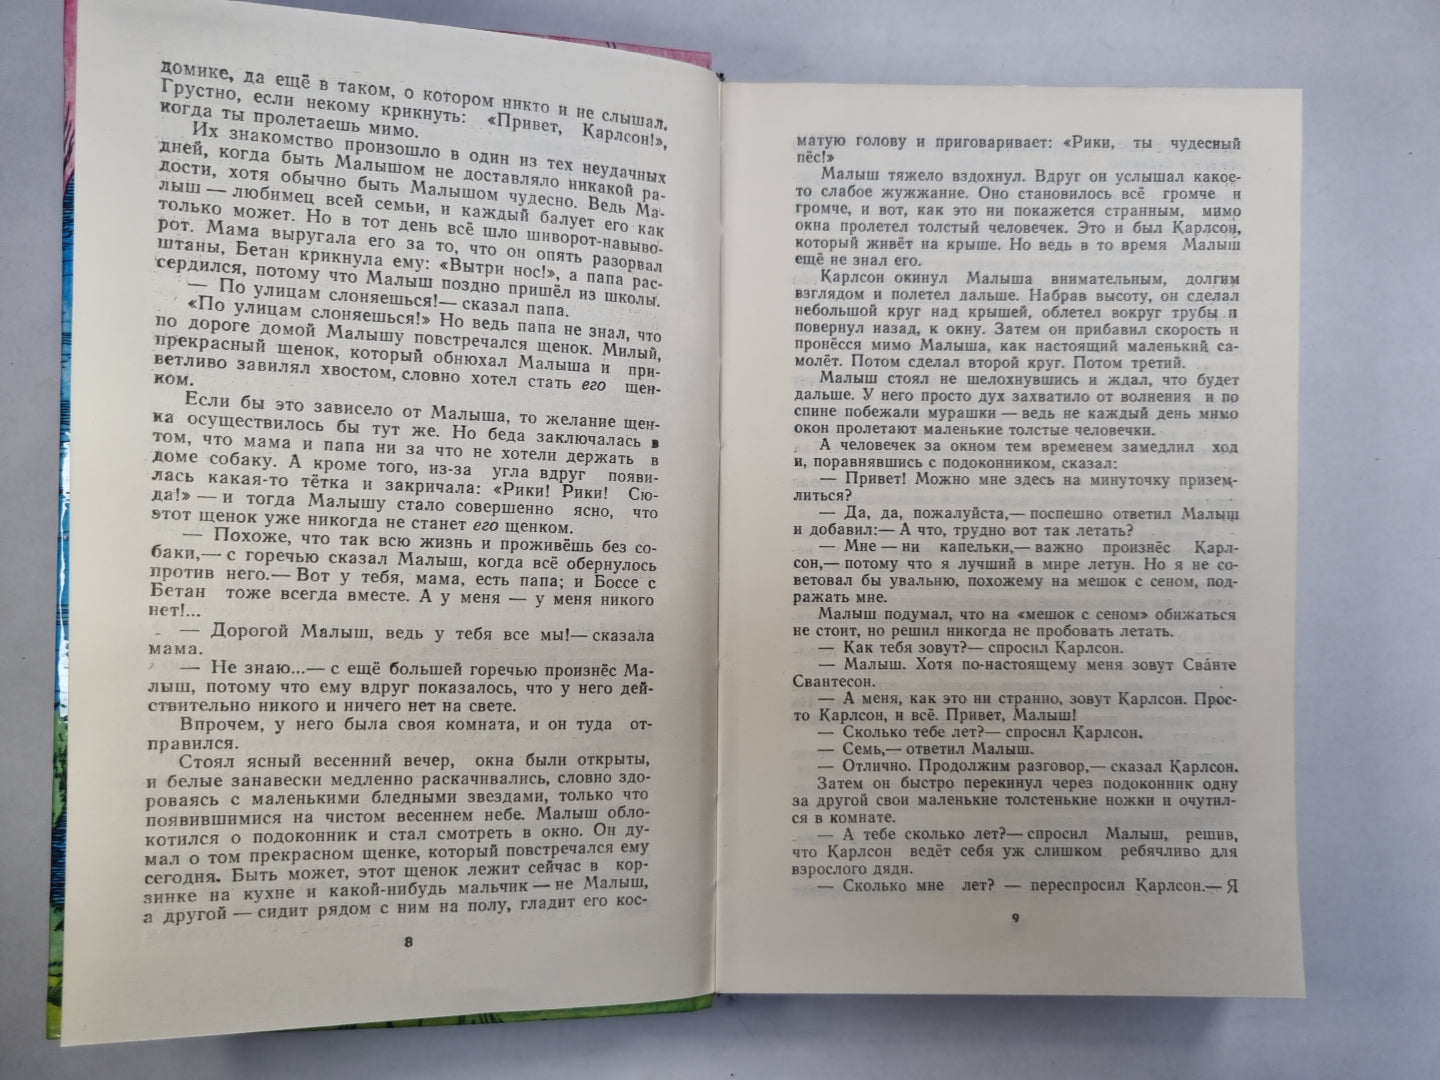 домике, да ещё в таком, о котором никто и не слышал.
Грустно, если некому крикнуть: «Привет, Карлсон!»,
когда ты пролетаешь мимо.
Их знакомство произошло в один из тех неудачных
дней, когда быть Малышом не доставляло никакой ра-
дости, хотя обычно быть Малышом чудесно. Ведь Ма-
лыш — любимец всей семьи, и каждый балует его как
только может. Но в тот день всё шло шиворот-навыво-
рот. Мама выругала его за то, что он опять разорвал
штаны, Бетан крикнула ему: «Вытри нос!», а папа рас-
сердился, потому что Малыш поздно пришёл из школы.
— По улицам слоняешься!— сказал папа.
«По улицам слоняешься!» Но ведь папа не знал, что
по дороге домой Малышу повстречался щенок. Милый,
прекрасный щенок, который обнюхал Малыша и при-
ветливо завилял хвостом, словно хотел стать его щен-
ком.
Если бы это зависело от Малыша, то желание щен-
ка осуществилось бы тут же. Но беда заключалась в
том, что мама и папа ни за что не хотели держать в
доме собаку. А кроме того, из-за угла вдруг появи-
лась какая-то тётка и закричала: «Рики! Рики! Сю-
да!» — и тогда Малышу стало совершенно ясно, что
этот щенок уже никогда не станет его щенком.
— Похоже, что так всю жизнь и проживёшь без со-
баки,— с горечью сказал Малыш, когда всё обернулось
против него.— Вот у тебя, мама, есть папа; и Боссе с
Бетан тоже всегда вместе. А у меня — у меня никого
нет!...
— Дорогой Малыш, ведь у тебя все мы!— сказала
мама.
— Не знаю...— с ещё большей горечью произнёс Ма-
лыш, потому что ему вдруг показалось, что у него дей-
ствительно никого и ничего нет на свете.
Впрочем, у него была своя комната, и он туда от-
правился.
Стоял ясный весенний вечер, окна были открыты,
и белые занавески медленно раскачивались, словно здо-
роваясь с маленькими бледными звездами, только что
появившимися на чистом весеннем небе. Малыш обло-
котился о подоконник и стал смотреть в окно. Он ду-
мал о том прекрасном щенке, который повстречался ему
сегодня. Быть может, этот щенок лежит сейчас в кор-
зинке на кухне и какой-нибудь мальчик — не Малыш,
а другой — сидит рядом с ним на полу, гладит его кос-
8
матую голову и приговаривает: «Рики, ты чудесный
пёс!»
Малыш тяжело вздохнул. Вдруг он услышал какое-
то слабое жужжание. Оно становилось всё громче и
громче, и вот, как это ни покажется странным, мимо
окна пролетел толстый человечек. Это и был Карлсон,
который живёт на крыше. Но ведь в то время Малыш
ещё не знал его.
Карлсон окинул Малыша внимательным, долгим
взглядом и полетел дальше. Набрав высоту, он сделал
небольшой круг над крышей, облетел вокруг трубы и
повернул назад, к окну. Затем он прибавил скорость и
пронёсся мимо Малыша, как настоящий маленький са-
молёт. Потом сделал второй круг. Потом третий.
Малыш стоял не шелохнувшись и ждал, что будет
дальше. У него просто дух захватило от волнения и по
спине побежали мурашки — ведь не каждый день мимо
окон пролетают маленькие толстые человечки.
А человечек за окном тем временем замедлил ход
и, поравнявшись с подоконником, сказал:
— Привет! Можно мне здесь на минуточку призем-
литься?
— Да, да, пожалуйста,— поспешно ответил Малыш
и добавил:— А что, трудно вот так летать?
— Мне — ни капельки,— важно произнёс Карл-
сон,— потому что я лучший в мире летун. Но я не со-
ветовал бы увальню, похожему на мешок с сеном, под-
ражать мне.
Малыш подумал, что на «мешок с сеном» обижаться
не стоит, но решил никогда не пробовать летать.
— Как тебя зовут?— спросил Карлсон.
— Малыш. Хотя по-настоящему меня зовут Сва́нте
Свантесон.
— А меня, как это ни странно, зовут Карлсон. Прос-
то Карлсон, и всё. Привет, Малыш!
— Сколько тебе лет?— спросил Карлсон.
— Семь,— ответил Малыш.
— Отлично. Продолжим разговор,— сказал Карлсон.
Затем он быстро перекинул через подоконник одну
за другой свои маленькие толстенькие ножки и очутил-
ся в комнате.
— А тебе сколько лет?— спросил Малыш, решив,
что Карлсон ведёт себя уж слишком ребячливо для
взрослого дяди.
— Сколько мне лет? — переспросил Карлсон.— Я
9